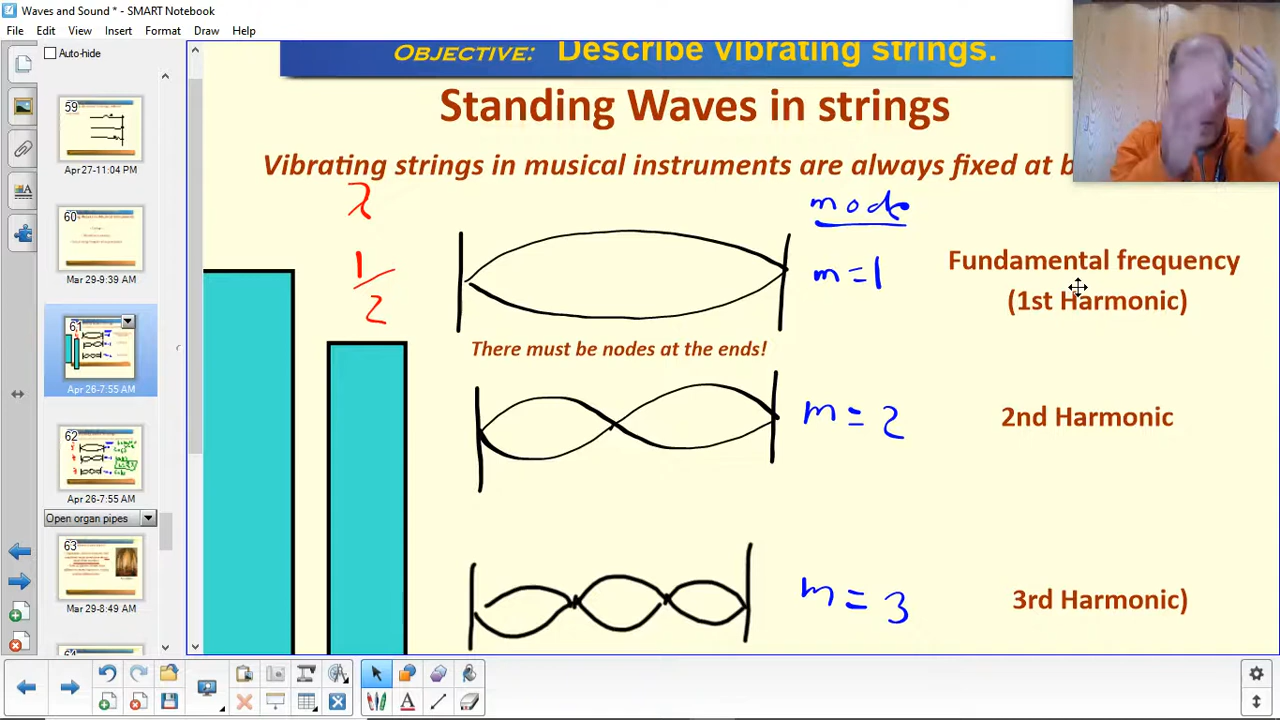 Waves and Sound * - SMART Notebook
File Edit View Insert Format Draw Help
Auto-hide
59
Apr 27-11:04 PM
60
Mar 29-9:39 AM
61
Apr 26-7:55 AM
62
Apr 26-7:55 AM
Open organ pipes
63
Mar 29-8:49 AM
64
OBJECTIVE: Describe vibrating strings.
Standing Waves in strings
Vibrating strings in musical instruments are always fixed at b
λ
mode
1/2
m = 1
Fundamental frequency
(1st Harmonic)
There must be nodes at the ends!
m = 2
2nd Harmonic
m = 3
3rd Harmonic)